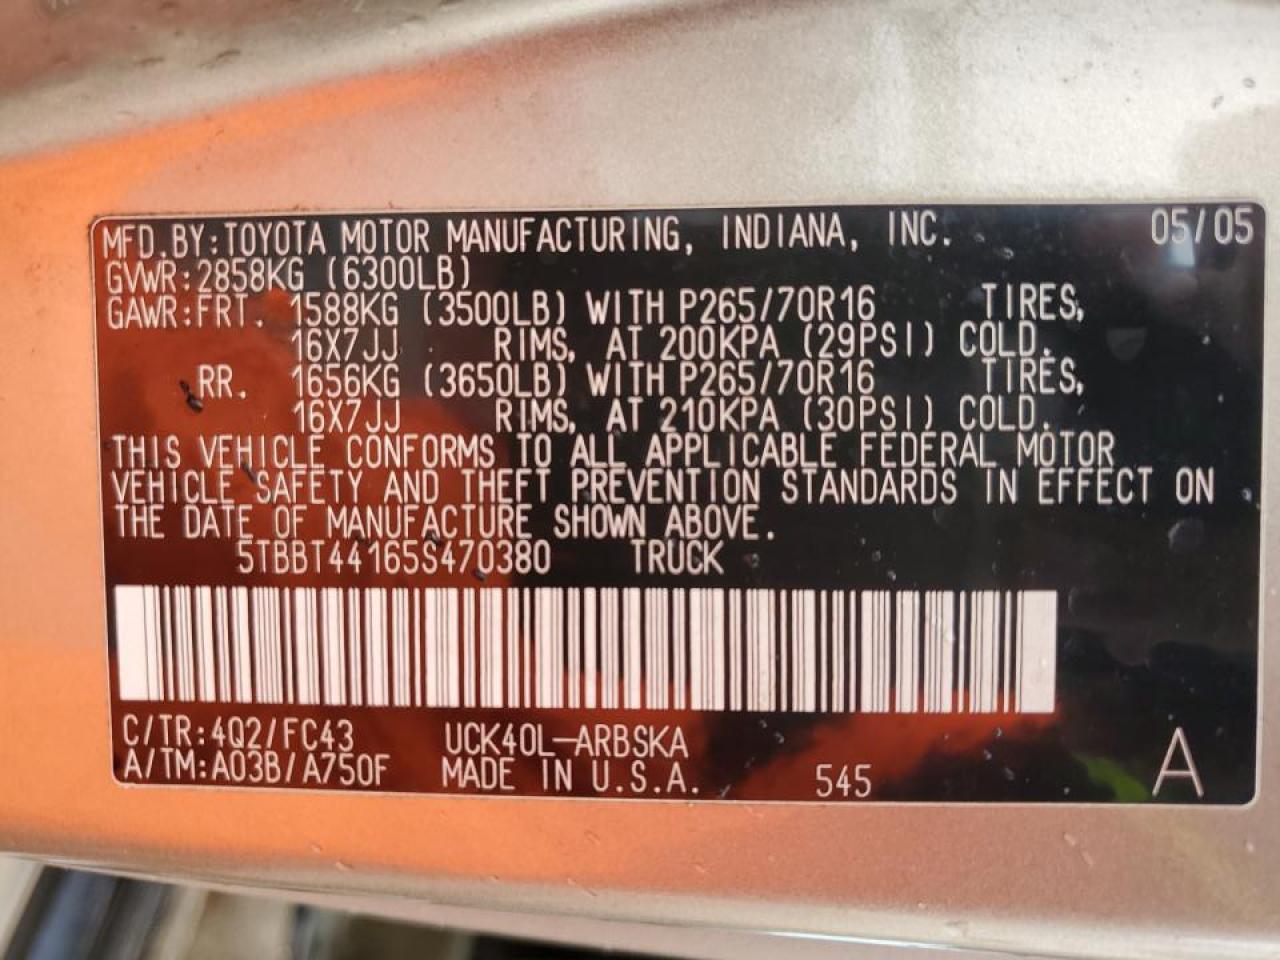 MFD.BY:TOYOTA MOTOR MANUFACTURING, INDIANA, INC. 05/05
GVWR:2858KG (6300LB)
GAWR:FRT. 1588KG (3500LB) WITH P265/70R16 TIRES,
16X7JJ RIMS, AT 200KPA (29PSI) COLD.
RR. 1656KG (3650LB) WITH P265/70R16 TIRES,
16X7JJ RIMS, AT 210KPA (30PSI) COLD.
THIS VEHICLE CONFORMS TO ALL APPLICABLE FEDERAL MOTOR
VEHICLE SAFETY AND THEFT PREVENTION STANDARDS IN EFFECT ON
THE DATE OF MANUFACTURE SHOWN ABOVE.
5TBBT44165S470380 TRUCK
C/TR:4Q2/FC43 UCK40L-ARBSKA
A/TM:A03B/A750F MADE IN U.S.A. 545 A